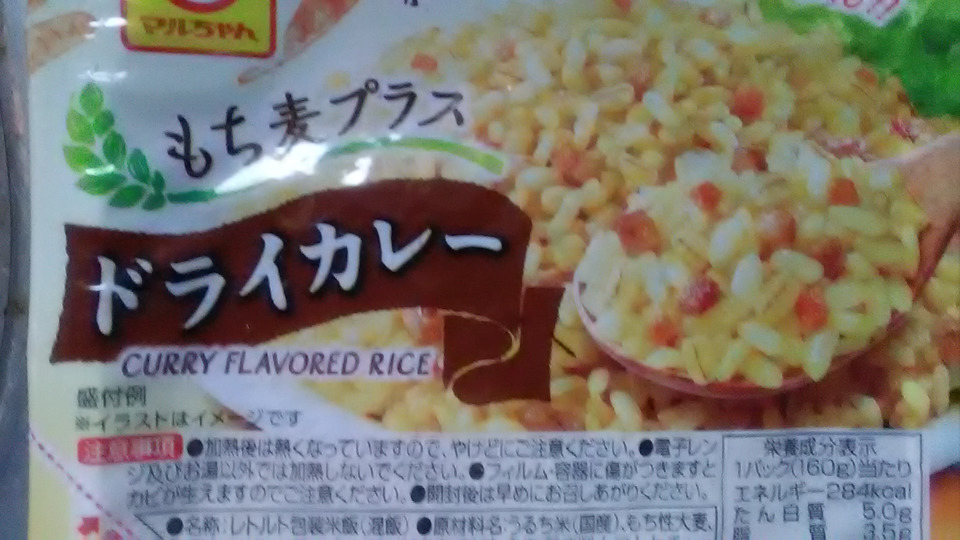 マルちゃん
もち麦プラス
ドライカレー
CURRY FLAVORED RICE
盛付例
※イラストはイメージです
注意事項 ●加熱後は熱くなっていますので、やけどにご注意ください。●電子レン
ジ及びお湯以外では加熱しないでください。●フィルム・容器に傷がつきますと
カビが生えますのでご注意ください。●開封後は早めにお召しあがりください。
●名称:レトルト包装米飯(混飯) ●原材料名:うるち米(国産)、もち性大麦、
栄養成分表示
1パック(160g)当たり
エネルギー 284kcal
たん白質 5.0g
脂質 3.5g